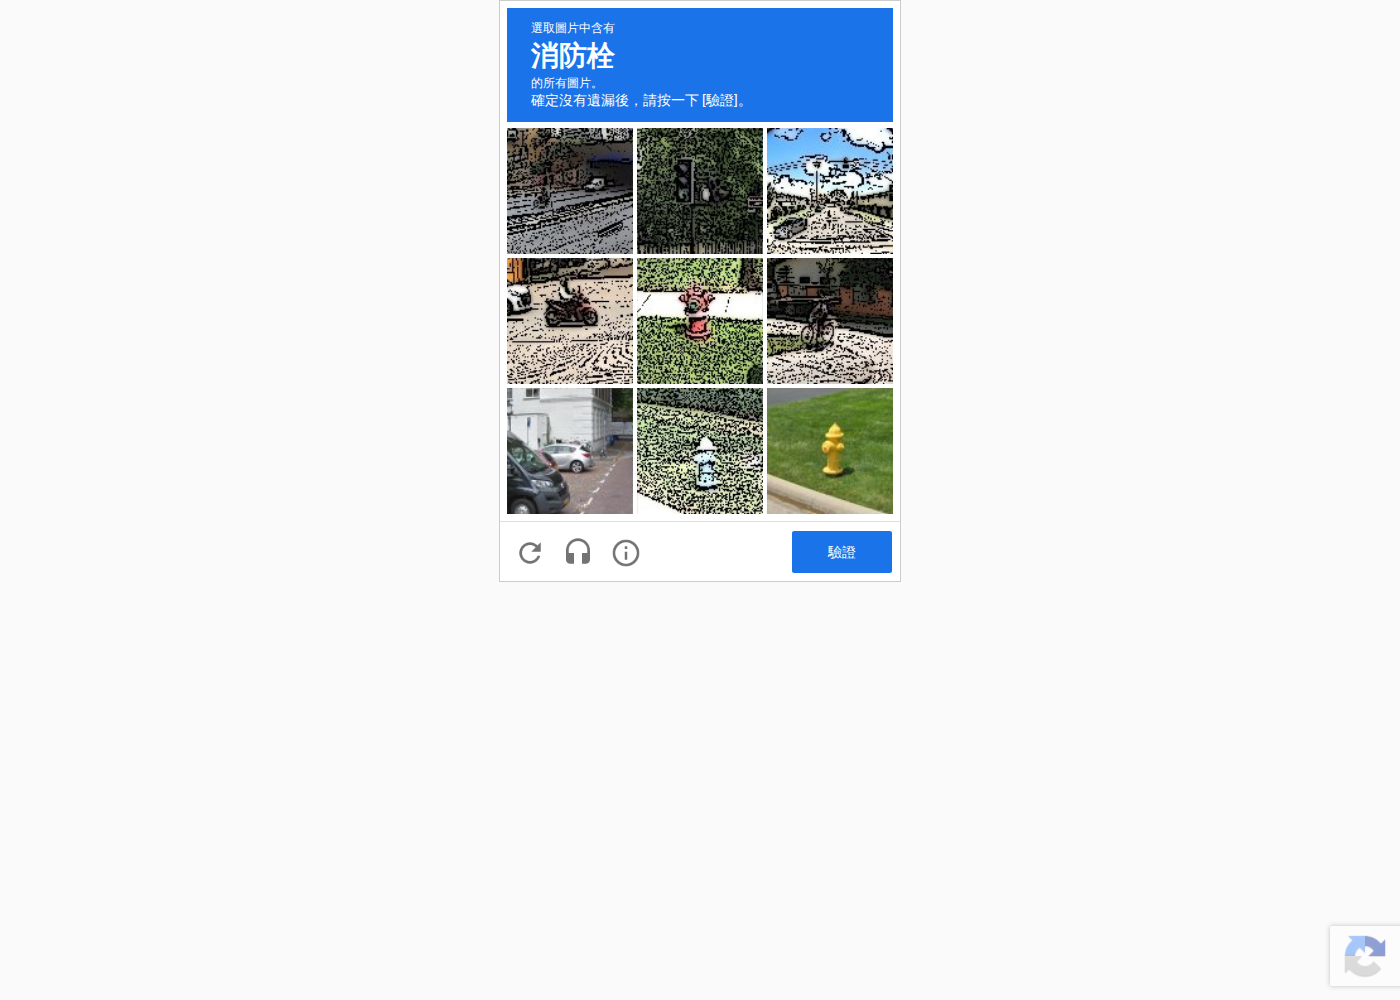 選取圖片中含有
消防栓
的所有圖片。
確定沒有遺漏後，請按一下 [驗證]。
驗證